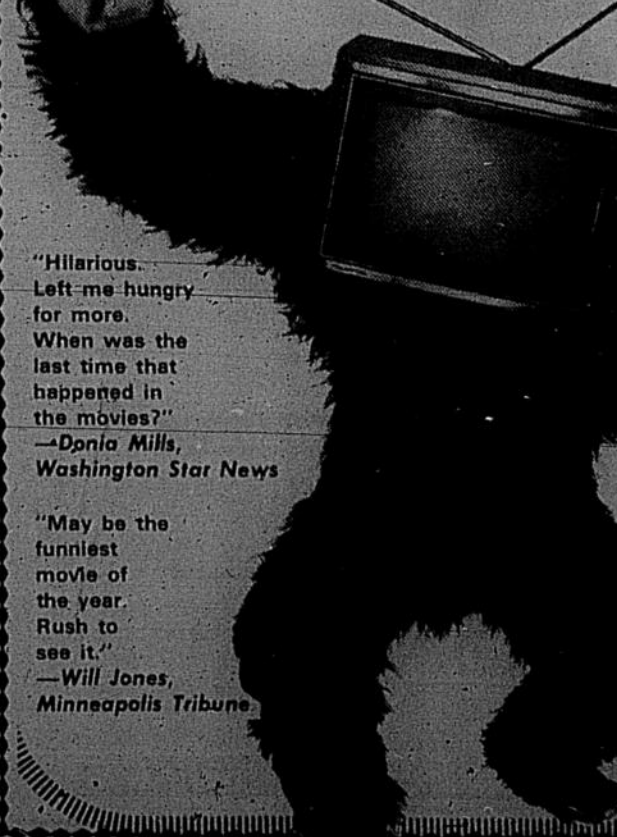 "Hilarious.
Left me hungry
for more.
When was the
last time that
happened in
the movies?"
—Donia Mills,
Washington Star News
"May be the
funniest
movie of
the year.
Rush to
see it."
—Will Jones,
Minneapolis Tribune